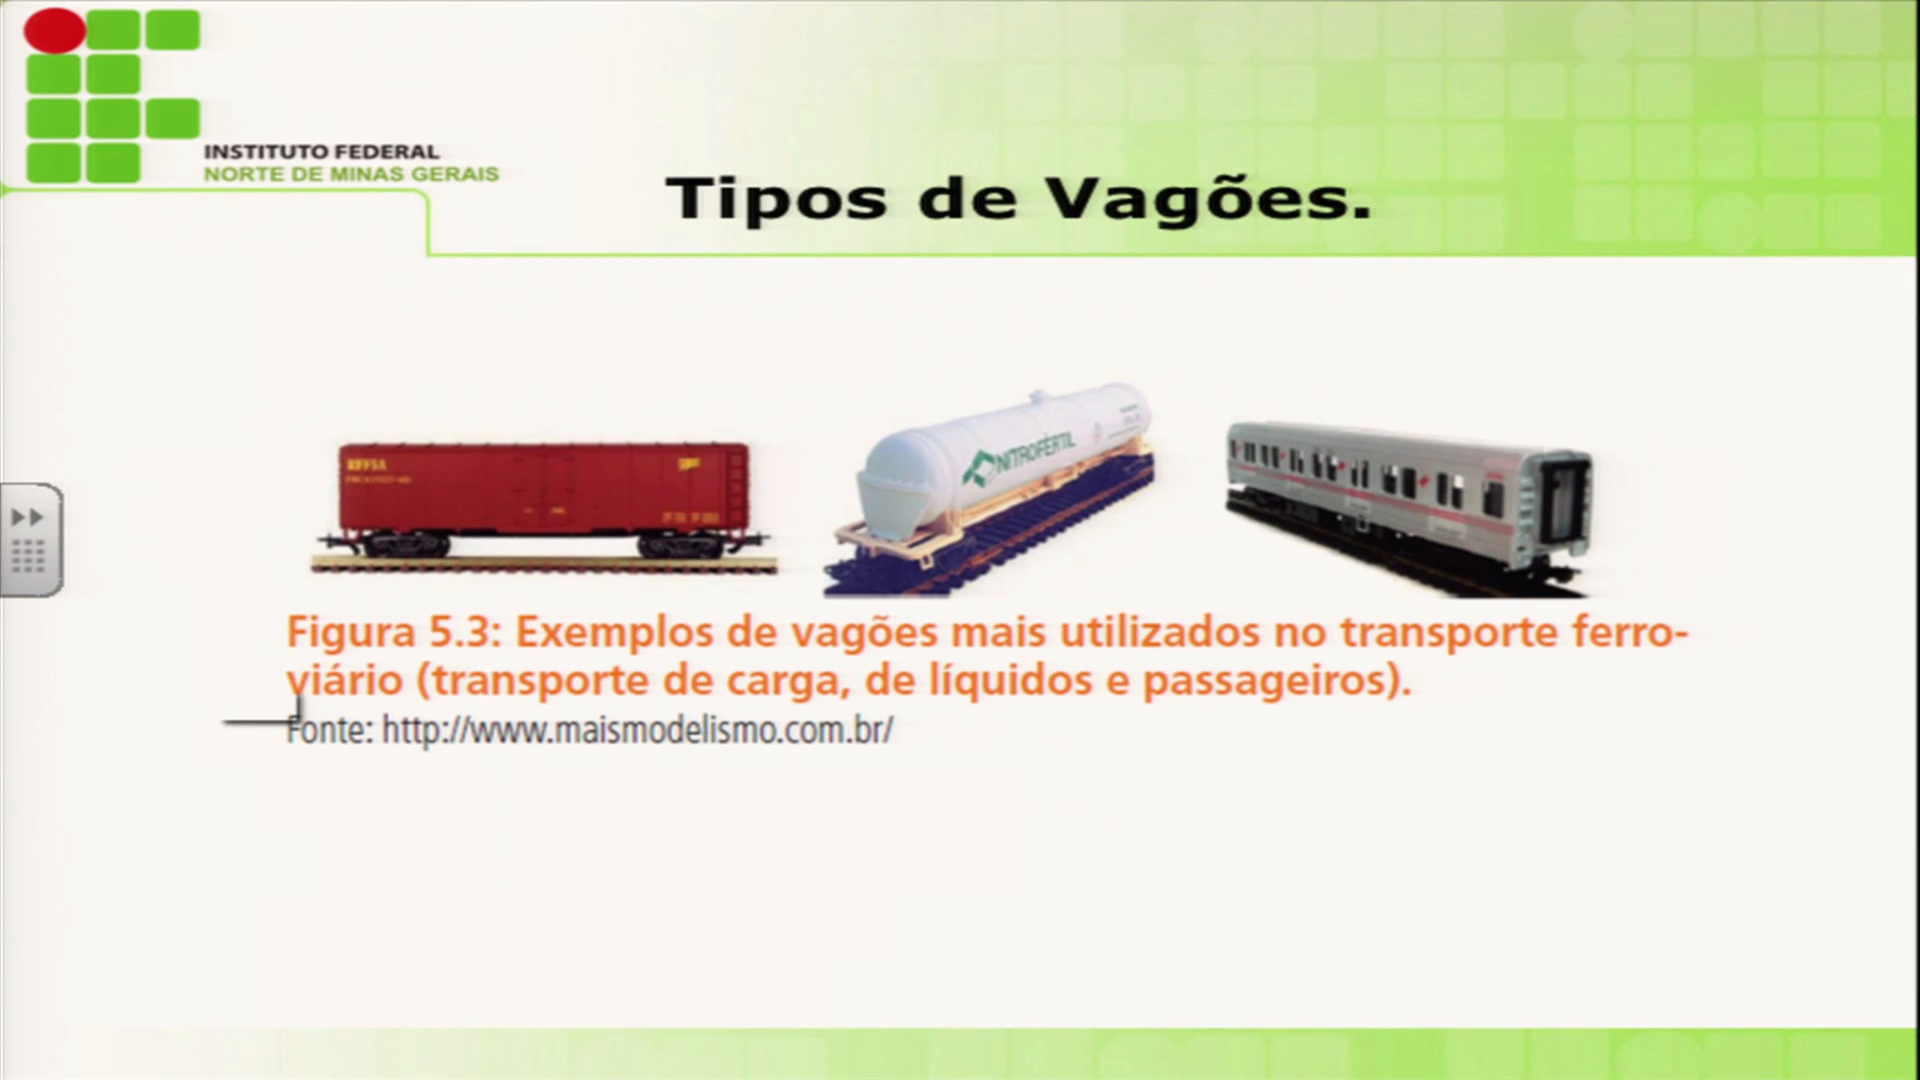 INSTITUTO FEDERAL
NORTE DE MINAS GERAIS
Tipos de Vagões.
RFFSA
NITROFÉRTIL
Figura 5.3: Exemplos de vagões mais utilizados no transporte ferro-
viário (transporte de carga, de líquidos e passageiros).
Fonte: http://www.maismodelismo.com.br/